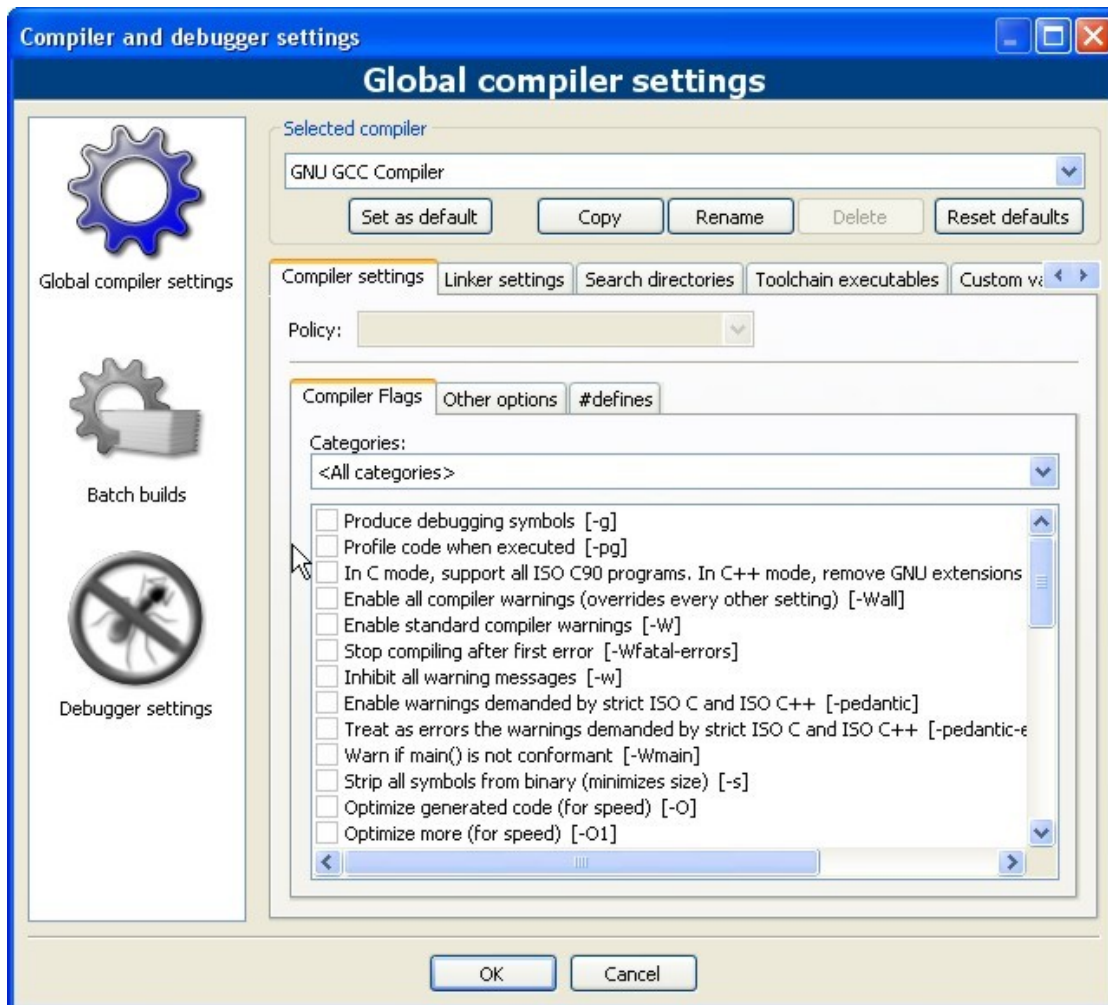 Compiler and debugger settings
Global compiler settings
Global compiler settings
Batch builds
Debugger settings
Selected compiler
GNU GCC Compiler
Set as default Copy Rename Delete Reset defaults
Compiler settings Linker settings Search directories Toolchain executables Custom va
Policy:
Compiler Flags Other options #defines
Categories:
<All categories>
Produce debugging symbols [-g]
Profile code when executed [-pg]
In C mode, support all ISO C90 programs. In C++ mode, remove GNU extensions
Enable all compiler warnings (overrides every other setting) [-Wall]
Enable standard compiler warnings [-W]
Stop compiling after first error [-Wfatal-errors]
Inhibit all warning messages [-w]
Enable warnings demanded by strict ISO C and ISO C++ [-pedantic]
Treat as errors the warnings demanded by strict ISO C and ISO C++ [-pedantic-e
Warn if main() is not conformant [-Wmain]
Strip all symbols from binary (minimizes size) [-s]
Optimize generated code (for speed) [-O]
Optimize more (for speed) [-O1]
OK Cancel